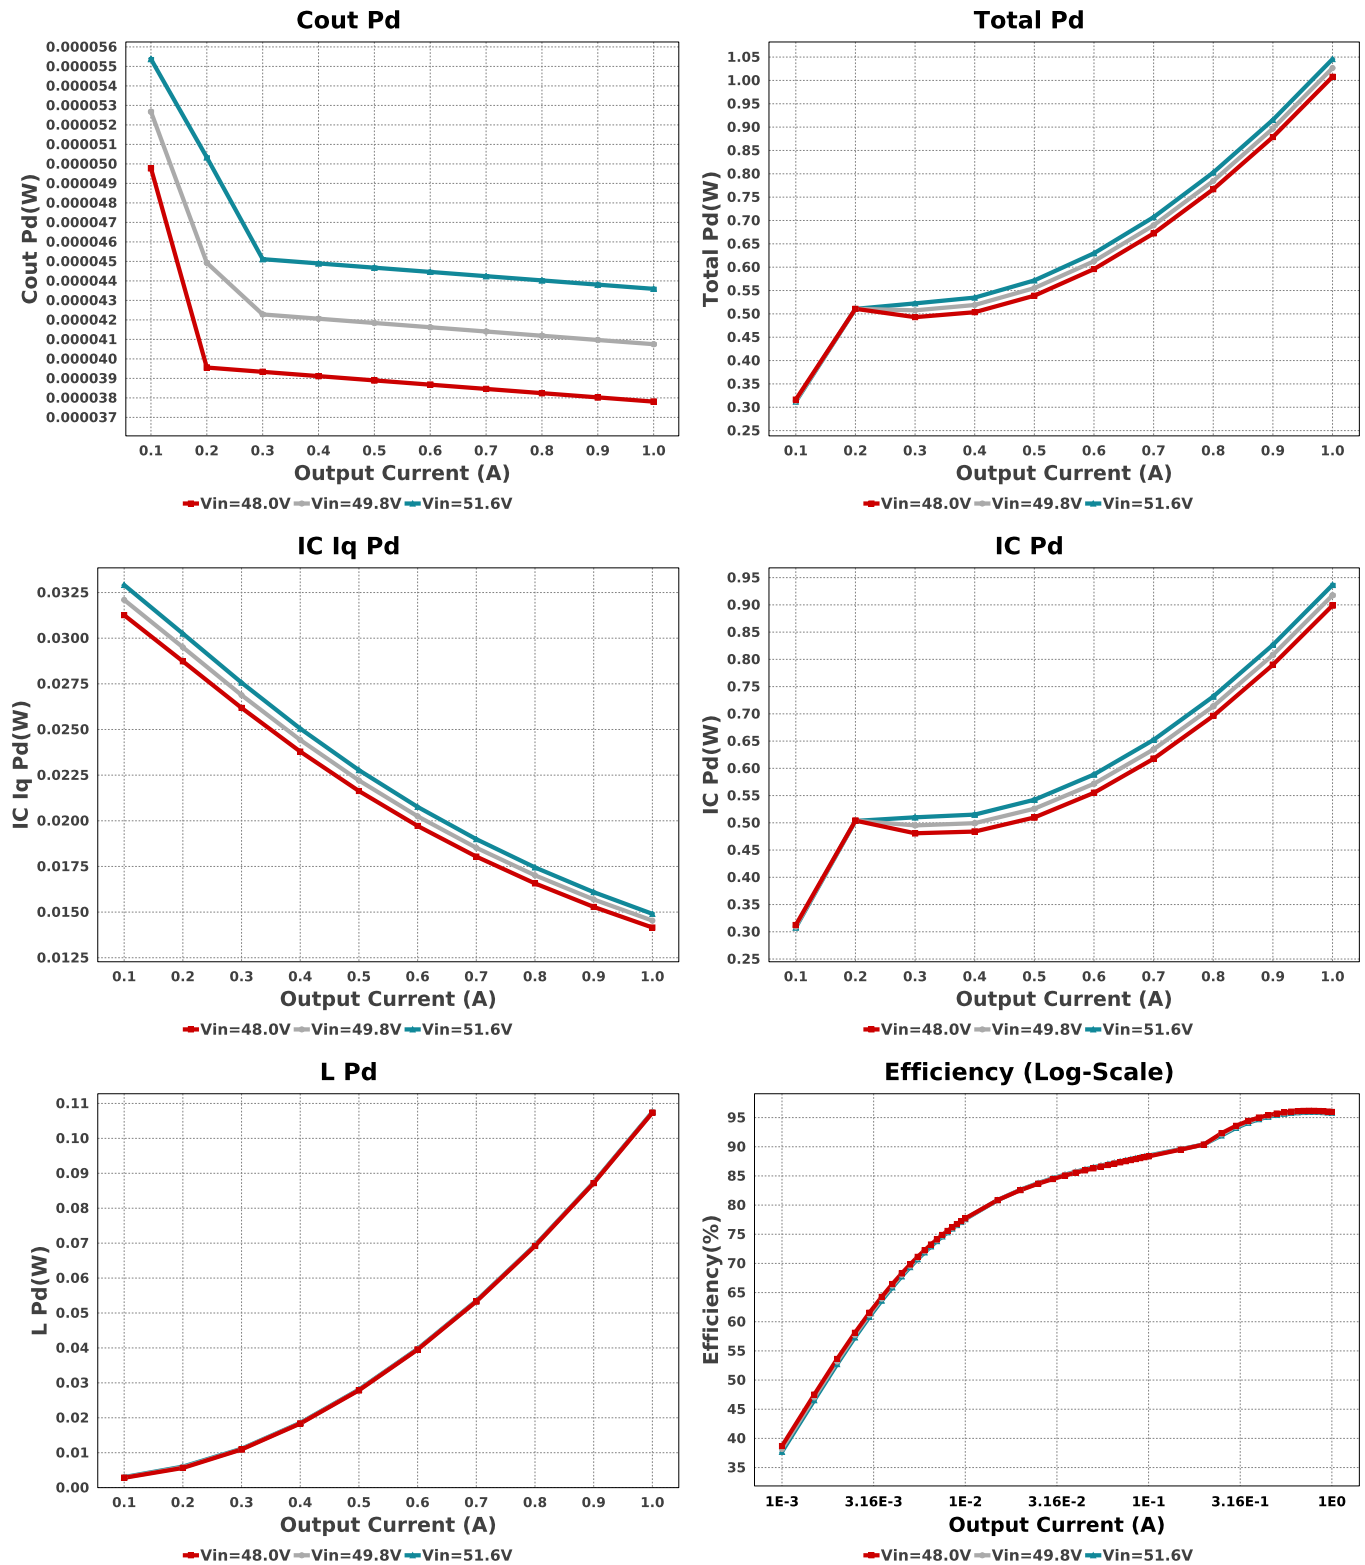 Cout Pd
0.000056
0.000055
0.000054
0.000053
0.000052
0.000051
0.000050
0.000049
0.000048
0.000047
0.000046
0.000045
0.000044
0.000043
0.000042
0.000041
0.000040
0.000039
0.000038
0.000037
Cout Pd(W)
0.1 0.2 0.3 0.4 0.5 0.6 0.7 0.8 0.9 1.0
Output Current (A)
Vin=48.0V Vin=49.8V Vin=51.6V
Total Pd
1.05
1.00
0.95
0.90
0.85
0.80
0.75
0.70
0.65
0.60
0.55
0.50
0.45
0.40
0.35
0.30
0.25
Total Pd(W)
0.1 0.2 0.3 0.4 0.5 0.6 0.7 0.8 0.9 1.0
Output Current (A)
Vin=48.0V Vin=49.8V Vin=51.6V
IC Iq Pd
0.0325
0.0300
0.0275
0.0250
0.0225
0.0200
0.0175
0.0150
0.0125
IC Iq Pd(W)
0.1 0.2 0.3 0.4 0.5 0.6 0.7 0.8 0.9 1.0
Output Current (A)
Vin=48.0V Vin=49.8V Vin=51.6V
IC Pd
0.95
0.90
0.85
0.80
0.75
0.70
0.65
0.60
0.55
0.50
0.45
0.40
0.35
0.30
0.25
IC Pd(W)
0.1 0.2 0.3 0.4 0.5 0.6 0.7 0.8 0.9 1.0
Output Current (A)
Vin=48.0V Vin=49.8V Vin=51.6V
L Pd
0.11
0.10
0.09
0.08
0.07
0.06
0.05
0.04
0.03
0.02
0.01
0.00
L Pd(W)
0.1 0.2 0.3 0.4 0.5 0.6 0.7 0.8 0.9 1.0
Output Current (A)
Vin=48.0V Vin=49.8V Vin=51.6V
Efficiency (Log-Scale)
95
90
85
80
75
70
65
60
55
50
45
40
35
Efficiency(%)
1E-3 3.16E-3 1E-2 3.16E-2 1E-1 3.16E-1 1E0
Output Current (A)
Vin=48.0V Vin=49.8V Vin=51.6V